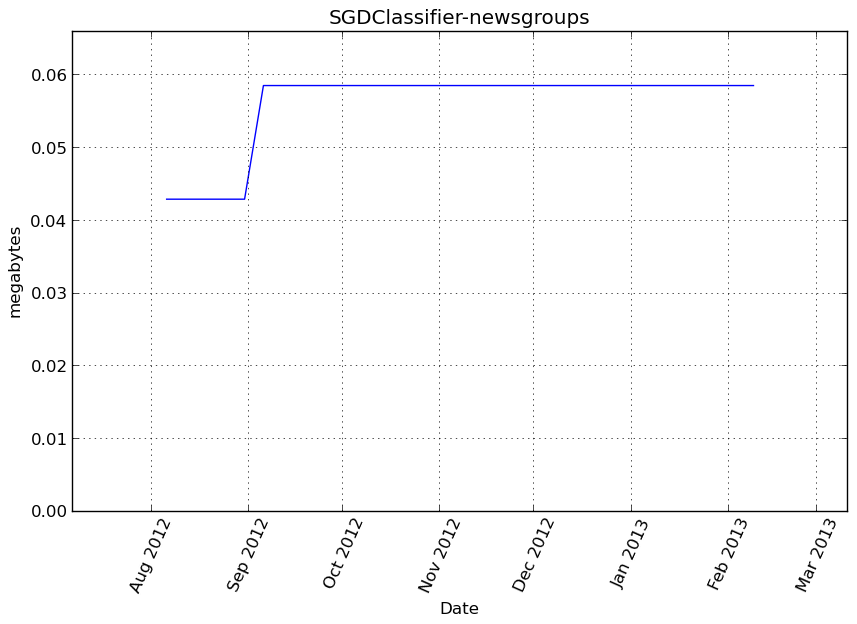 SGDClassifier-newsgroups
0.06
0.05
0.04
0.03
0.02
0.01
0.00
megabytes
Aug 2012
Sep 2012
Oct 2012
Nov 2012
Dec 2012
Jan 2013
Feb 2013
Mar 2013
Date